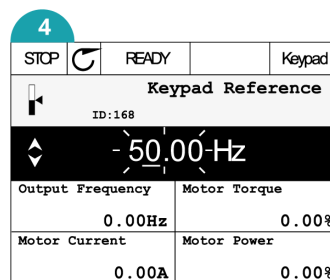 4
STOP READY Keypad
Keypad Reference
ID:168
50.00 Hz
Output Frequency Motor Torque
0.00Hz 0.00%
Motor Current Motor Power
0.00A 0.00%